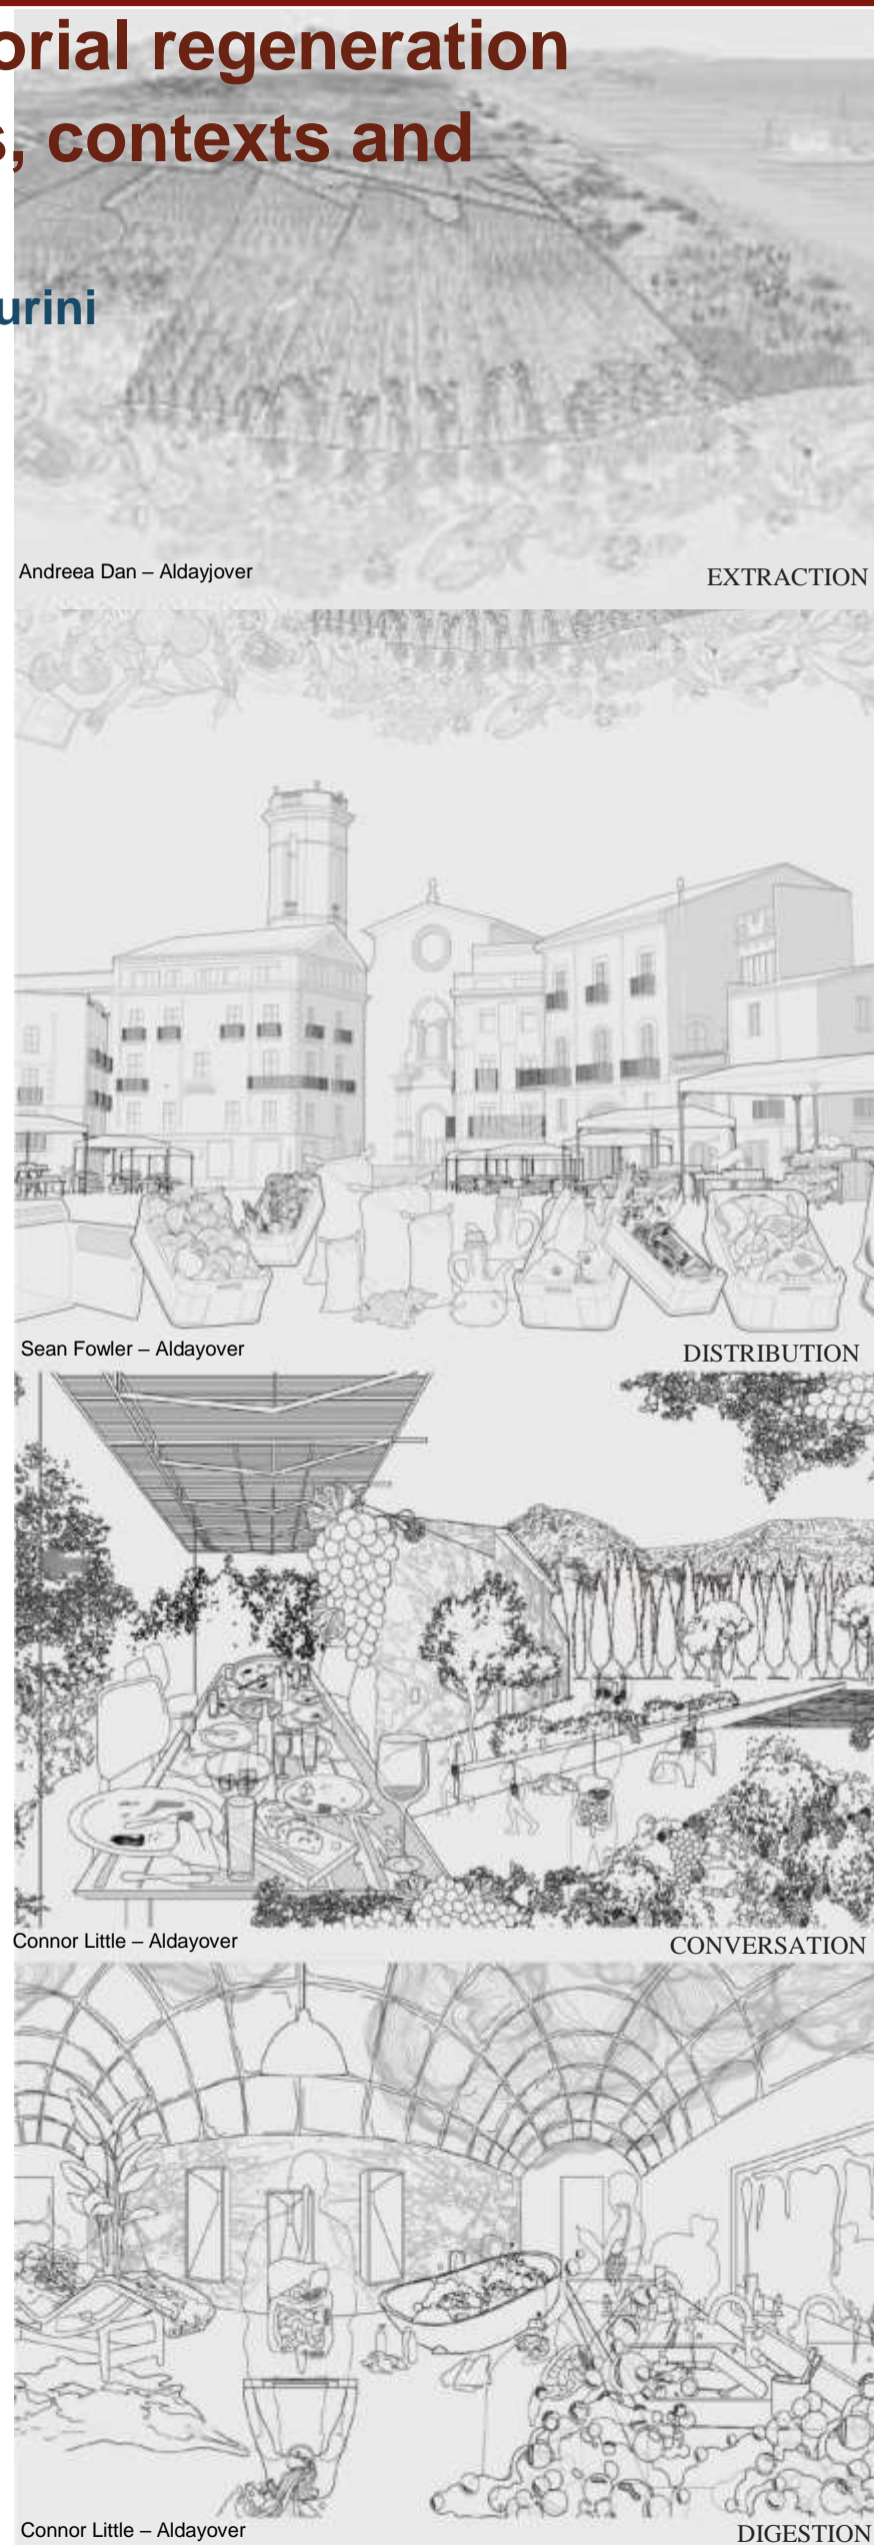 orial regeneration
s, contexts and
urini
Andreea Dan – Aldayjover
EXTRACTION
Sean Fowler – Aldayover
DISTRIBUTION
Connor Little – Aldayover
CONVERSATION
Connor Little – Aldayover
DIGESTION